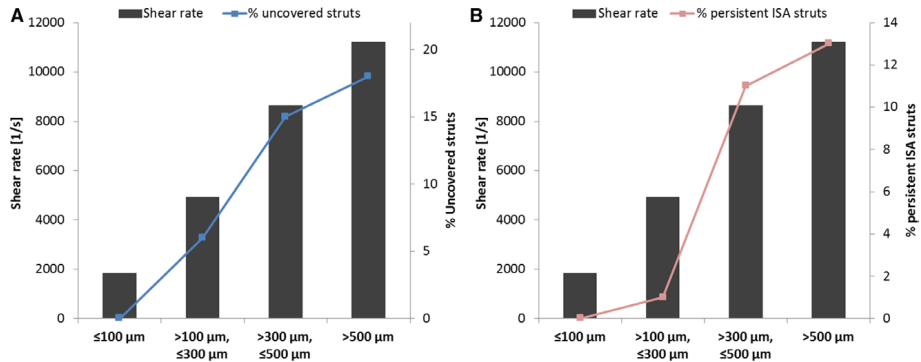 A
Shear rate
% uncovered struts
12000
10000
8000
6000
4000
2000
0
Shear rate [1/s]
20
15
10
5
0
% Uncovered struts
≤100 µm
>100 µm,
≤300 µm
>300 µm,
≤500 µm
>500 µm
B
Shear rate
% persistent ISA struts
12000
10000
8000
6000
4000
2000
0
Shear rate [1/s]
14
12
10
8
6
4
2
0
% persistent ISA struts
≤100 µm
>100 µm,
≤300 µm
>300 µm,
≤500 µm
>500 µm